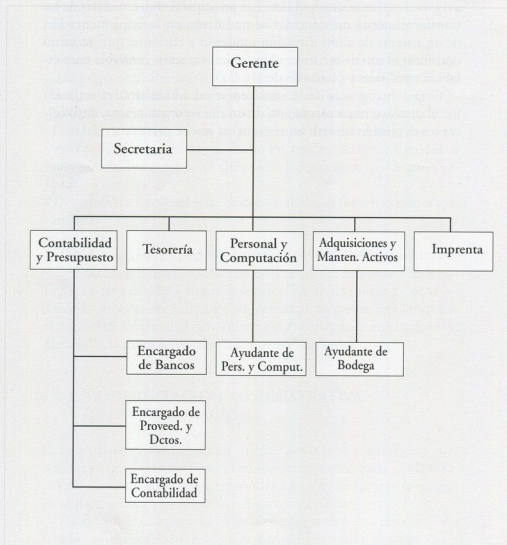 Gerente
Secretaria
Contabilidad
y Presupuesto
Tesorería
Personal y
Computación
Adquisiciones y
Manten. Activos
Imprenta
Encargado
de Bancos
Ayudante de
Pers. y Comput.
Ayudante de
Bodega
Encargado de
Proveed. y
Dctos.
Encargado de
Contabilidad